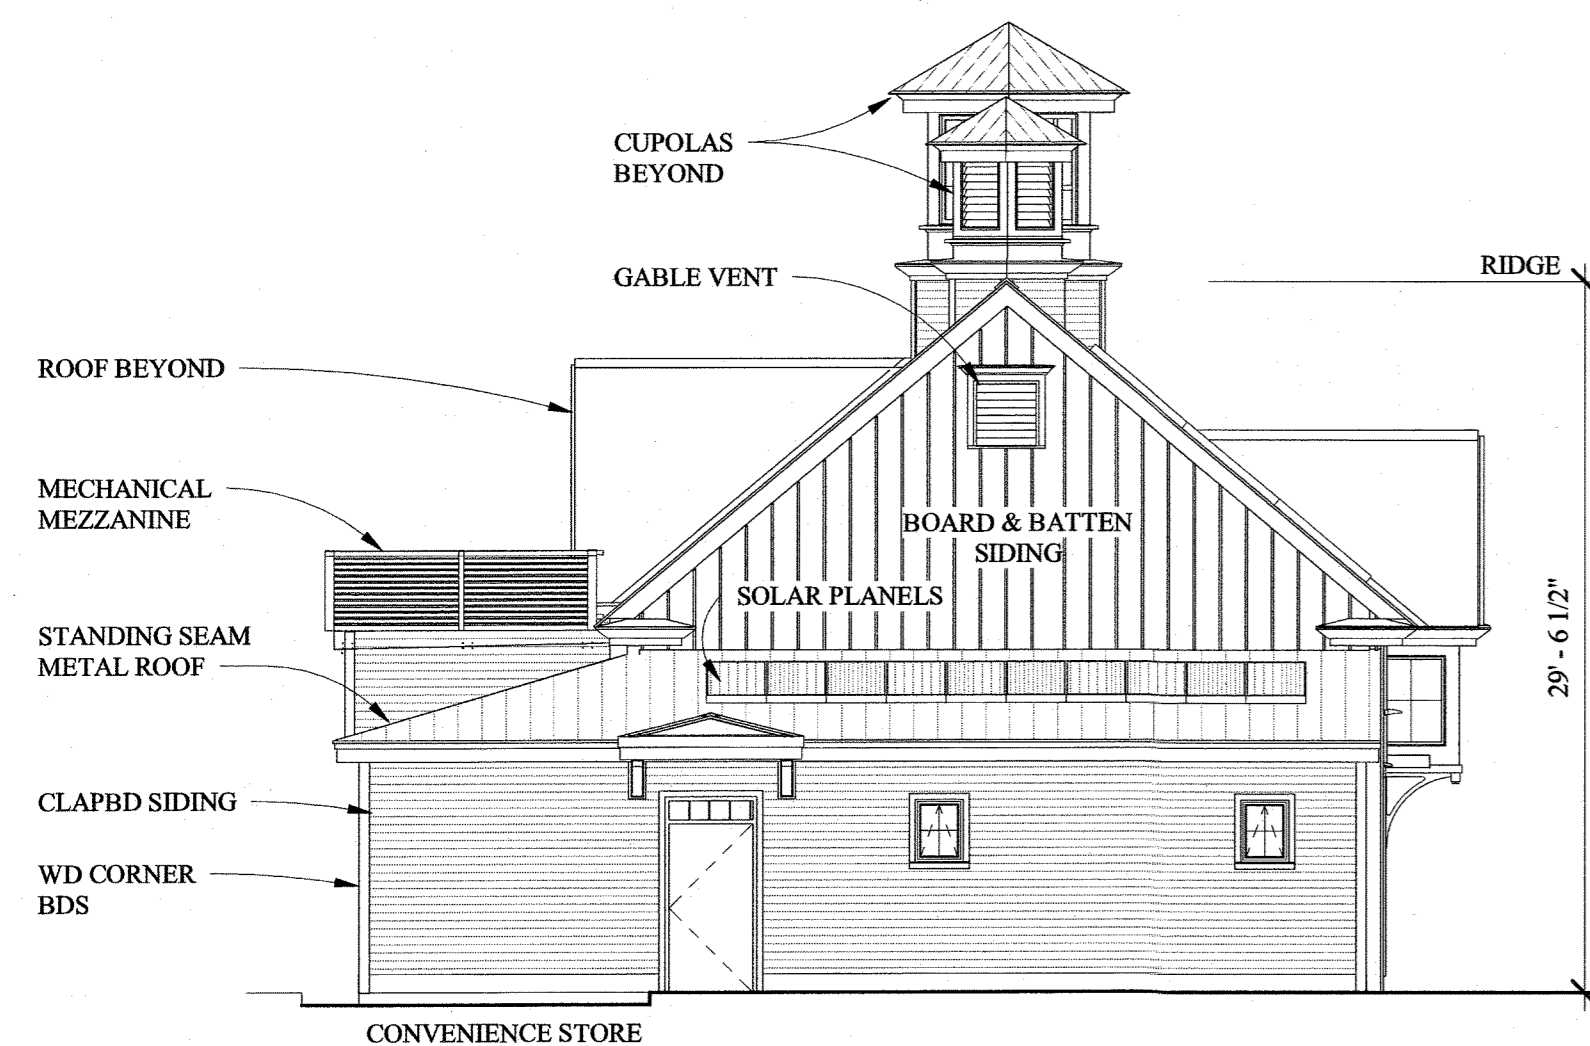 CUPOLAS
BEYOND
GABLE VENT
RIDGE
ROOF BEYOND
MECHANICAL
MEZZANINE
BOARD & BATTEN
SIDING
SOLAR PLANELS
STANDING SEAM
METAL ROOF
29' - 6 1/2"
CLAPBD SIDING
WD CORNER
BDS
CONVENIENCE STORE